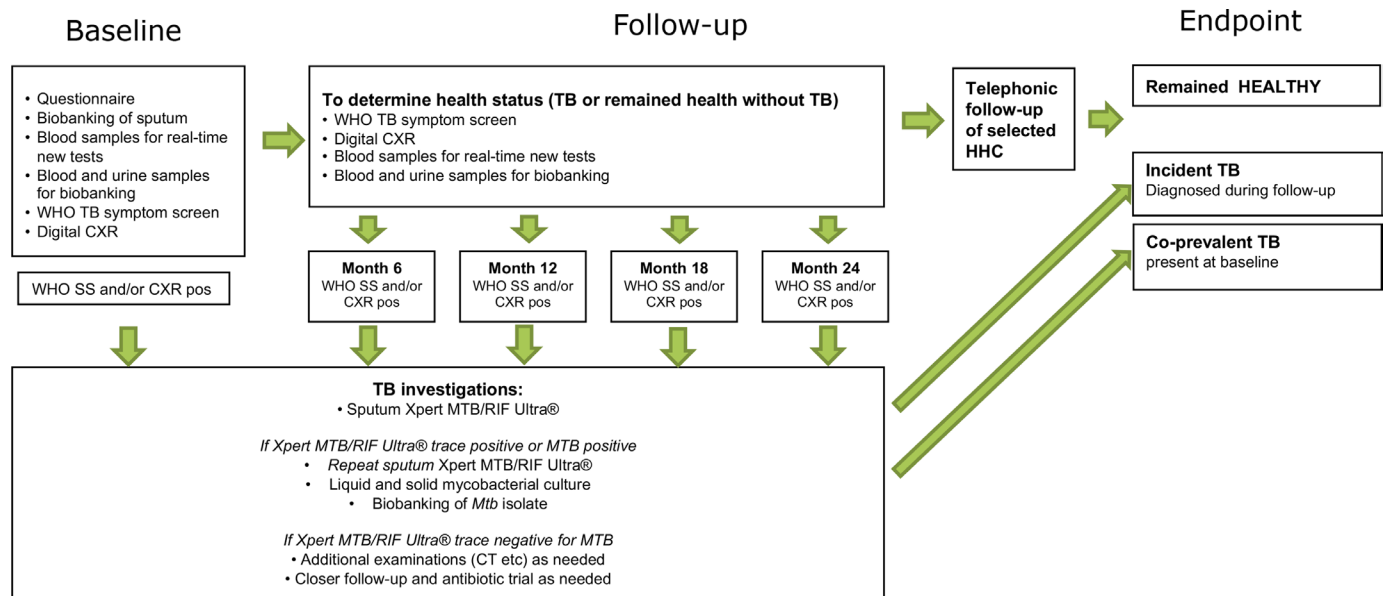 Baseline
Follow-up
Endpoint
• Questionnaire
• Biobanking of sputum
• Blood samples for real-time
new tests
• Blood and urine samples
for biobanking
• WHO TB symptom screen
• Digital CXR
WHO SS and/or CXR pos
To determine health status (TB or remained health without TB)
• WHO TB symptom screen
• Digital CXR
• Blood samples for real-time new tests
• Blood and urine samples for biobanking
Month 6
WHO SS and/or
CXR pos
Month 12
WHO SS and/or
CXR pos
Month 18
WHO SS and/or
CXR pos
Month 24
WHO SS and/or
CXR pos
Telephonic
follow-up
of selected
HHC
Remained HEALTHY
Incident TB
Diagnosed during follow-up
Co-prevalent TB
present at baseline
TB investigations:
• Sputum Xpert MTB/RIF Ultra®
If Xpert MTB/RIF Ultra® trace positive or MTB positive
• Repeat sputum Xpert MTB/RIF Ultra®
• Liquid and solid mycobacterial culture
• Biobanking of Mtb isolate
If Xpert MTB/RIF Ultra® trace negative for MTB
• Additional examinations (CT etc) as needed
• Closer follow-up and antibiotic trial as needed